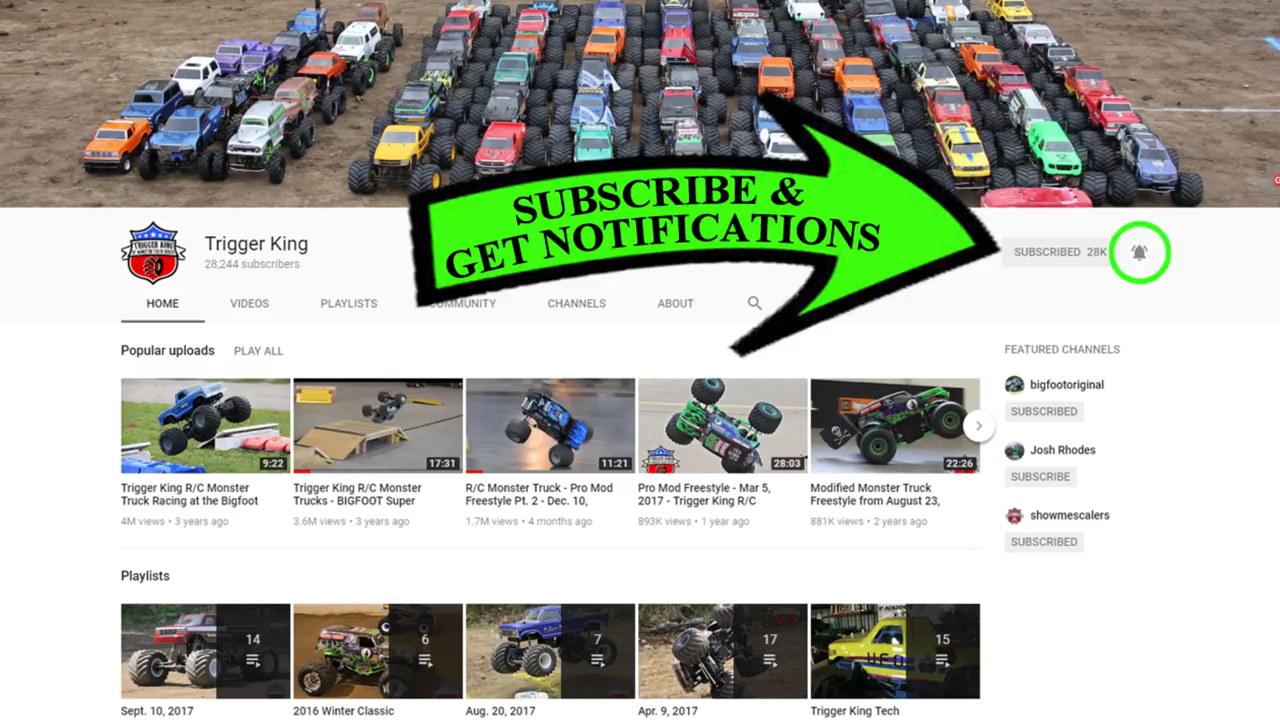 SUBSCRIBE &
GET NOTIFICATIONS
Trigger King
28,244 subscribers
SUBSCRIBED 28K
HOME VIDEOS PLAYLISTS COMMUNITY CHANNELS ABOUT
Popular uploads PLAY ALL
FEATURED CHANNELS
bigfootoriginal
SUBSCRIBED
Josh Rhodes
SUBSCRIBE
showmescalers
SUBSCRIBED
9:22
17:31
11:21
28:03
22:26
Trigger King R/C Monster
Truck Racing at the Bigfoot
4M views • 3 years ago
Trigger King R/C Monster
Trucks - BIGFOOT Super
3.6M views • 3 years ago
R/C Monster Truck - Pro Mod
Freestyle Pt. 2 - Dec. 10,
1.7M views • 4 months ago
Pro Mod Freestyle - Mar 5,
2017 - Trigger King R/C
893K views • 1 year ago
Modified Monster Truck
Freestyle from August 23,
881K views • 2 years ago
Playlists
14
6
7
17
15
UFO
Sept. 10, 2017
2016 Winter Classic
Aug. 20, 2017
Apr. 9, 2017
Trigger King Tech